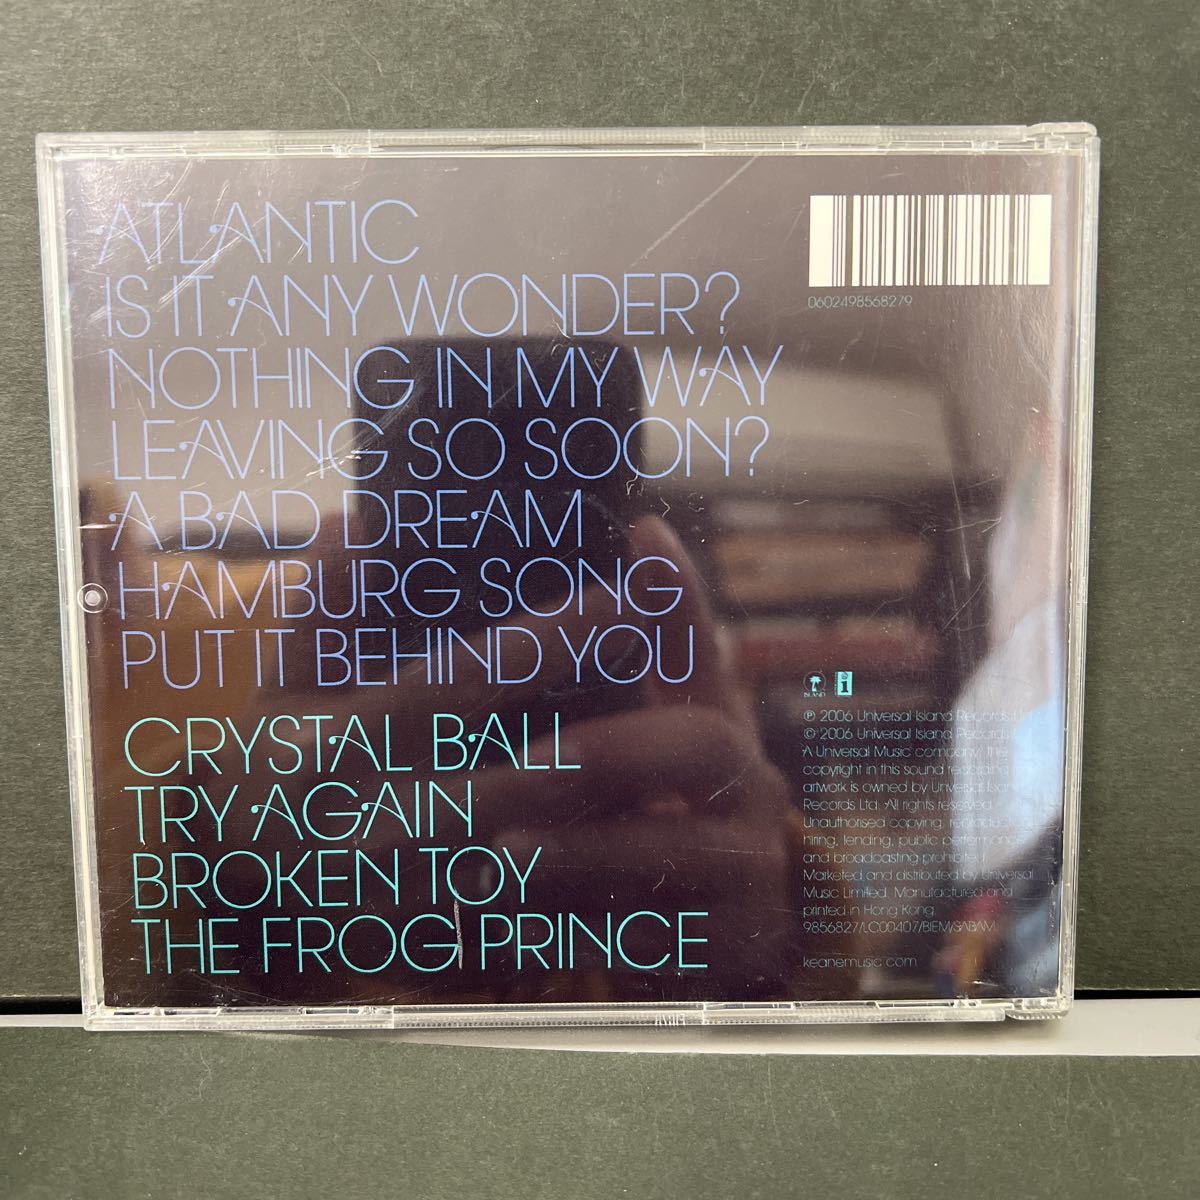 ATLANTIC
IS IT ANY WONDER?
NOTHING IN MY WAY
LEAVING SO SOON?
A BAD DREAM
HAMBURG SONG
PUT IT BEHIND YOU
CRYSTAL BALL
TRY AGAIN
BROKEN TOY
THE FROG PRINCE
0602498568279
ISLAND
i
℗ 2006 Universal Island Records
© 2006 Universal Island Records
A Universal Music company, the
copyright in this sound recording
artwork is owned by Universal Island
Records Ltd. All rights reserved.
Unauthorised copying,
hiring, lending, public performance
and broadcasting prohibited.
Marketed and distributed by Universal
Music Limited. Manufactured and
printed in Hong Kong.
9856827/LC00407/BIEM/SABAM.
keanemusic.com